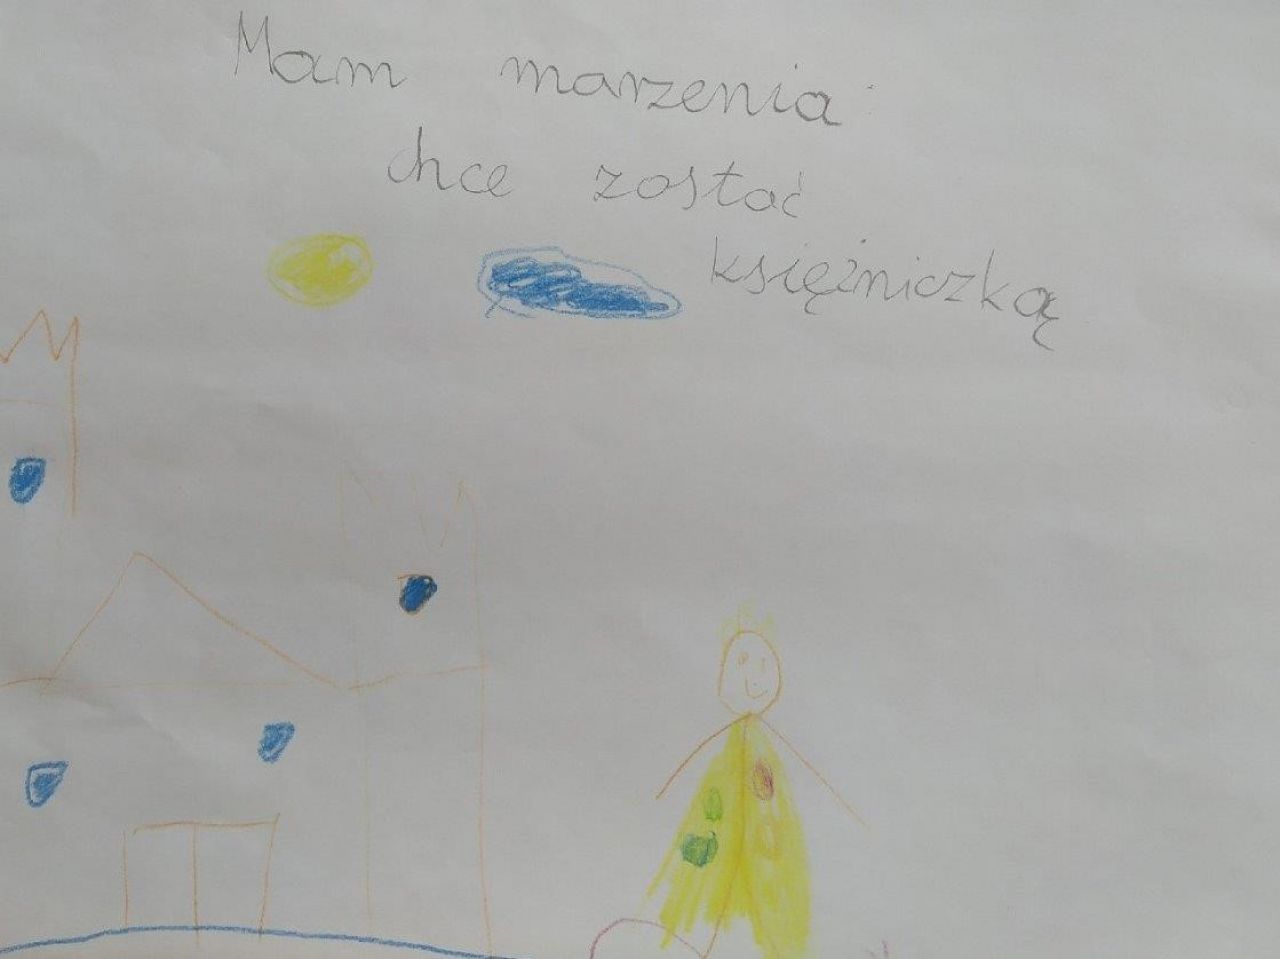 Mam marzenia:
chce zostać
księżniczką